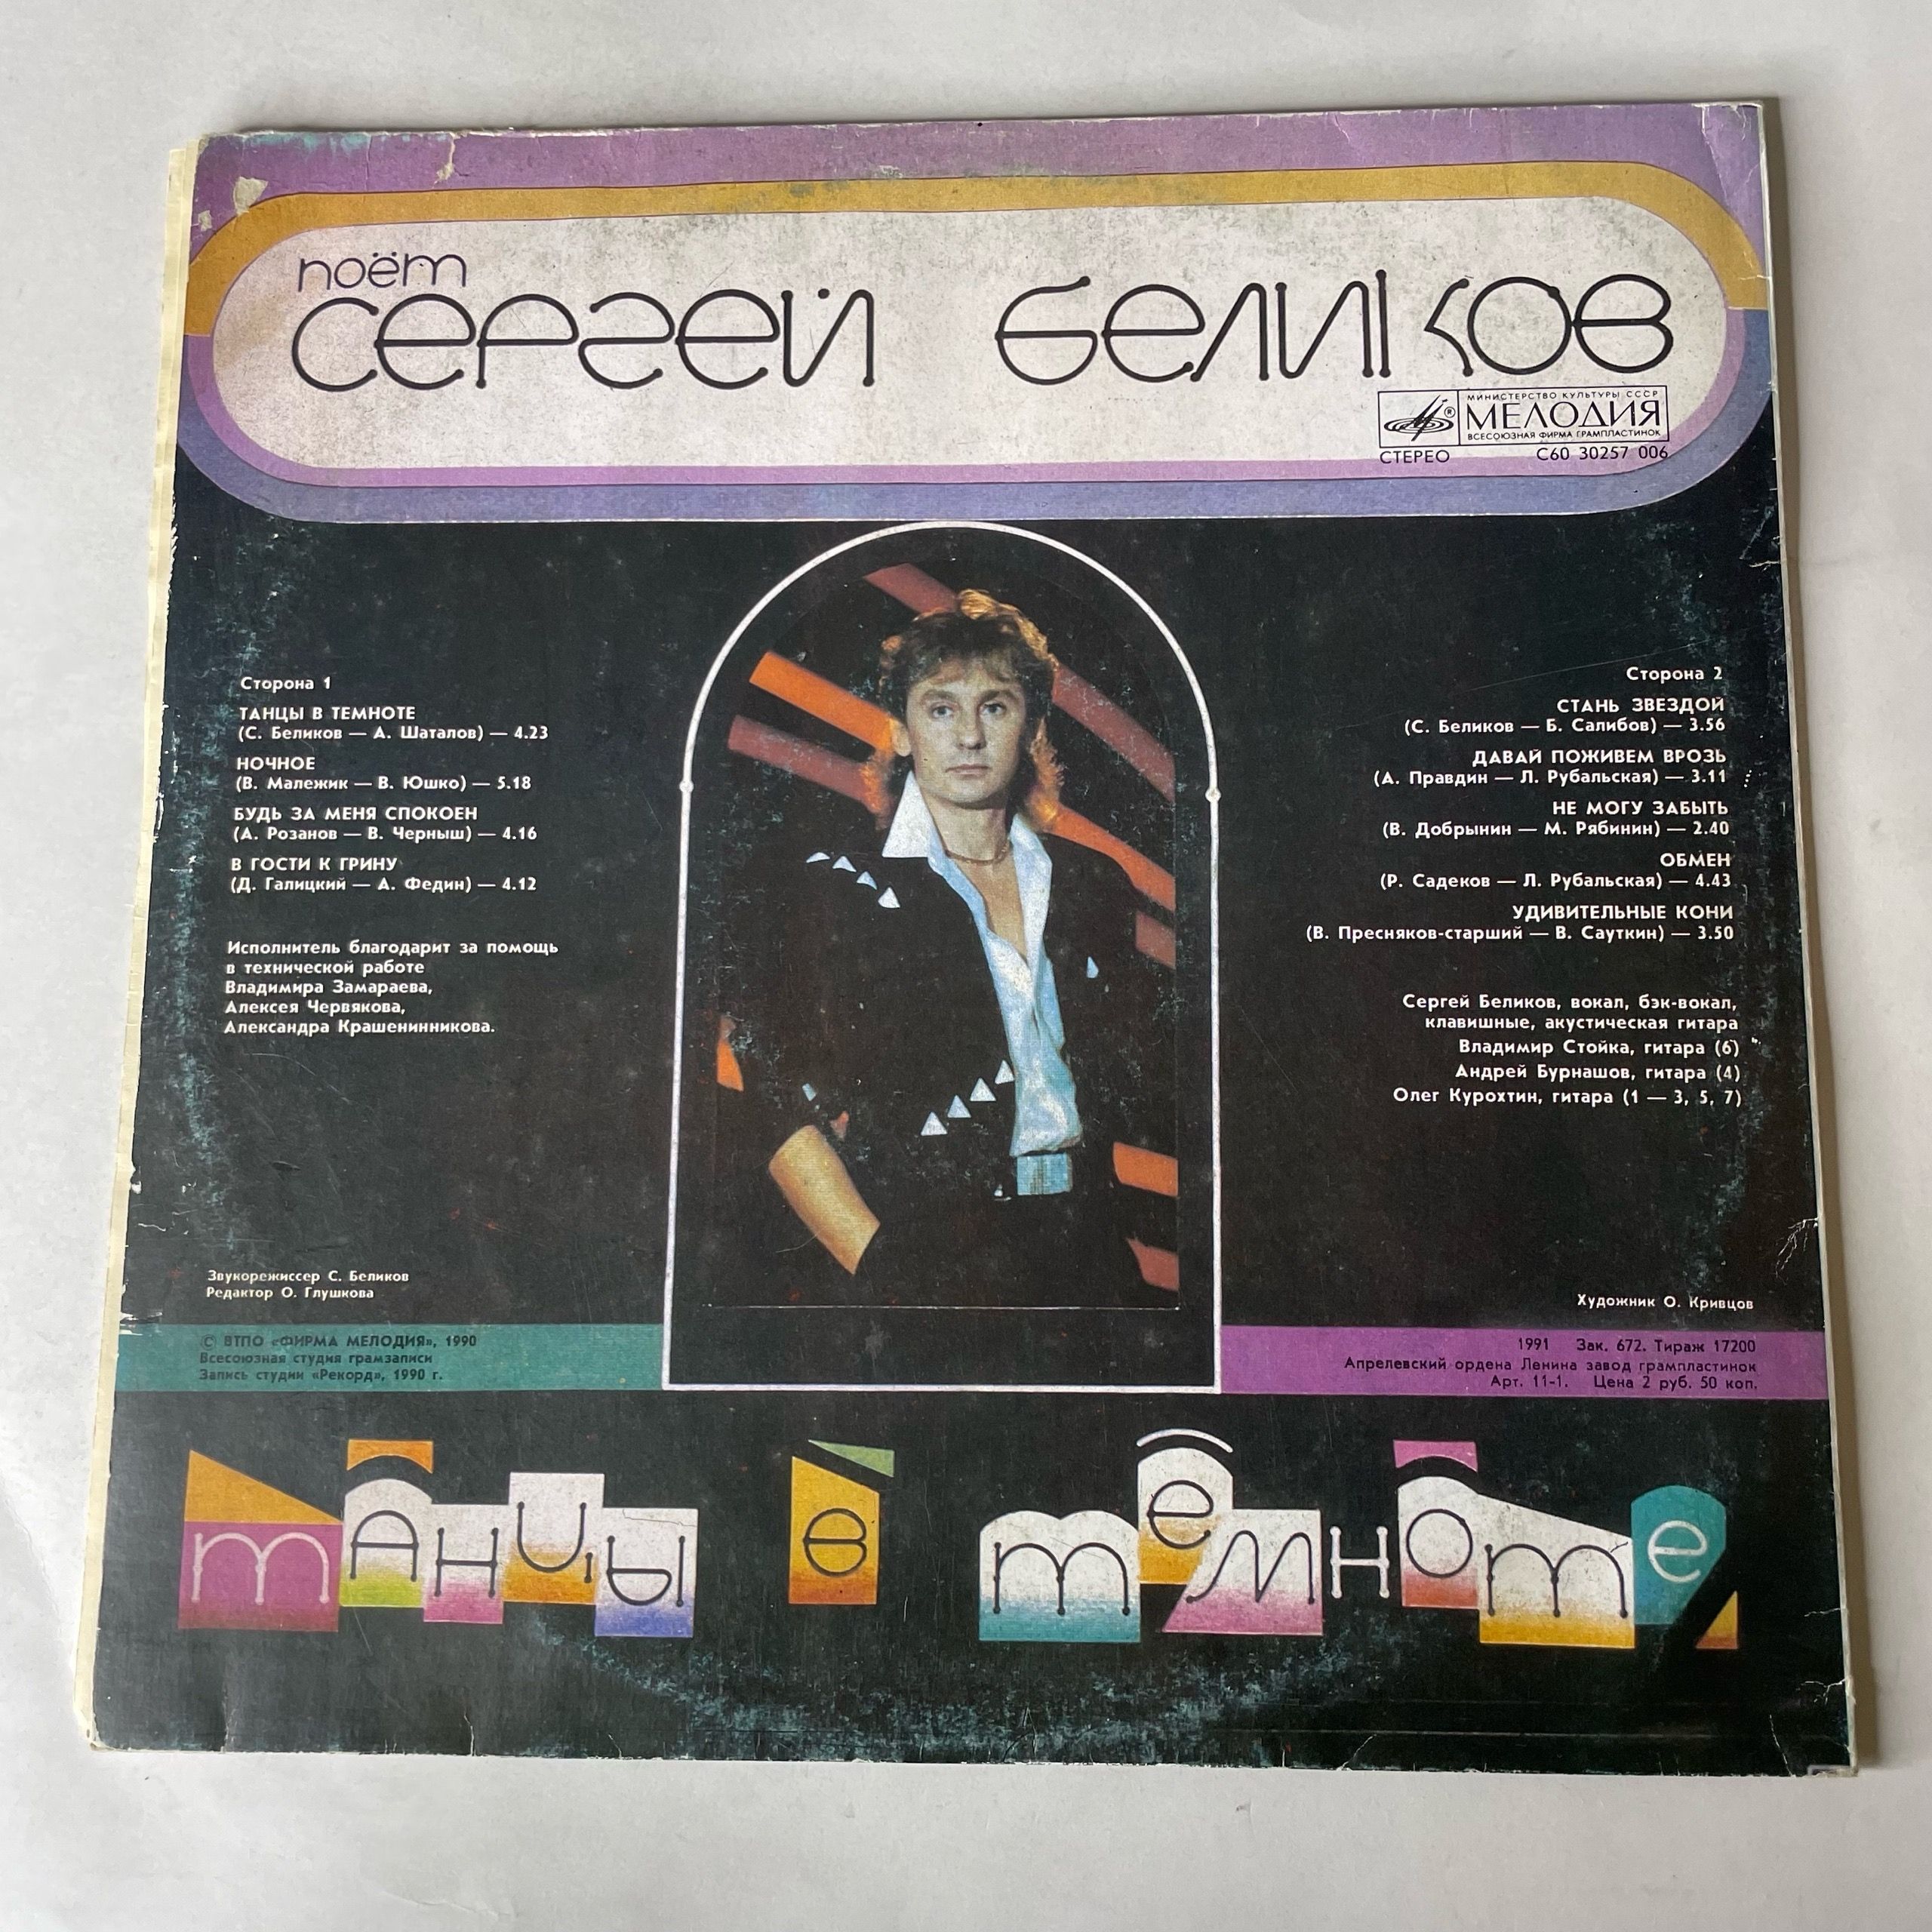 поёт
СЕРГЕЙ БЕЛИКОВ
МИНИСТЕРСТВО КУЛЬТУРЫ СССР
МЕЛОДИЯ
ВСЕСОЮЗНАЯ ФИРМА ГРАМПЛАСТИНОК
®
СТЕРЕО С60 30257 006
Сторона 1
ТАНЦЫ В ТЕМНОТЕ
(С. Беликов — А. Шаталов) — 4.23
НОЧНОЕ
(В. Малежик — В. Юшко) — 5.18
БУДЬ ЗА МЕНЯ СПОКОЕН
(А. Розанов — В. Черныш) — 4.16
В ГОСТИ К ГРИНУ
(Д. Галицкий — А. Федин) — 4.12
Исполнитель благодарит за помощь
в технической работе
Владимира Замараева,
Алексея Червякова,
Александра Крашенинникова.
Звукорежиссер С. Беликов
Редактор О. Глушкова
© ВТПО «ФИРМА МЕЛОДИЯ», 1990
Всесоюзная студия грамзаписи
Запись студии «Рекорд», 1990 г.
Сторона 2
СТАНЬ ЗВЕЗДОЙ
(С. Беликов — Б. Салибов) — 3.56
ДАВАЙ ПОЖИВЕМ ВРОЗЬ
(А. Правдин — Л. Рубальская) — 3.11
НЕ МОГУ ЗАБЫТЬ
(В. Добрынин — М. Рябинин) — 2.40
ОБМЕН
(Р. Садеков — Л. Рубальская) — 4.43
УДИВИТЕЛЬНЫЕ КОНИ
(В. Пресняков-старший — В. Сауткин) — 3.50
Сергей Беликов, вокал, бэк-вокал,
клавишные, акустическая гитара
Владимир Стойка, гитара (6)
Андрей Бурнашов, гитара (4)
Олег Курохтин, гитара (1 — 3, 5, 7)
Художник О. Кривцов
1991 Зак. 672. Тираж 17200
Апрелевский ордена Ленина завод грампластинок
Арт. 11-1. Цена 2 руб. 50 коп.
ТАНЦЫ В ТЕМНОТЕ